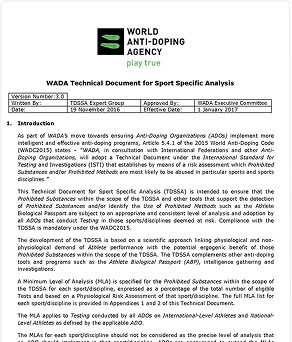 WORLD
ANTI-DOPING
AGENCY
play true
WADA Technical Document for Sport Specific Analysis
Version Number:3.0
Written By: TDSSA Expert Group Approved By: WADA Executive Committee
Date: 19 November 2016 Effective Date: 1 January 2017
1. Introduction
As part of WADA's move towards ensuring Anti-Doping Organizations (ADOs) implement more
intelligent and effective anti-doping programs, Article 5.4.1 of the 2015 World Anti-Doping Code
(WADC2015) states – "WADA, in consultation with International Federations and other Anti-
Doping Organizations, will adopt a Technical Document under the International Standard for
Testing and Investigations (ISTI) that establishes by means of a risk assessment which Prohibited
Substances and/or Prohibited Methods are most likely to be abused in particular sports and sports
disciplines."
This Technical Document for Sport Specific Analysis (TDSSA) is intended to ensure that the
Prohibited Substances within the scope of the TDSSA and other tools that support the detection
of Prohibited Substances and/or identify the Use of Prohibited Methods such as the Athlete
Biological Passport are subject to an appropriate and consistent level of analysis and adoption by
all ADOs that conduct Testing in those sports/disciplines deemed at risk. Compliance with the
TDSSA is mandatory under the WADC2015.
The development of the TDSSA is based on a scientific approach linking physiological and non-
physiological demand of Athlete performance with the potential ergogenic benefit of those
Prohibited Substances within the scope of the TDSSA. The TDSSA complements other anti-doping
tools and programs such as the Athlete Biological Passport (ABP), intelligence gathering and
investigations.
A Minimum Level of Analysis (MLA) is specified for the Prohibited Substances within the scope of
the TDSSA for each sport/discipline, expressed as a percentage of the total number of eligible
Tests and based on a Physiological Risk Assessment of that sport/discipline. The full MLA list for
each sport/discipline is provided in Appendixes 1 and 2 of this Document.
The MLA applies to Testing conducted by all ADOs on International-Level Athletes and National-
Level Athletes as defined by the applicable ADO.
The MLAs for each sport/discipline should not be considered as the precise level of analysis that